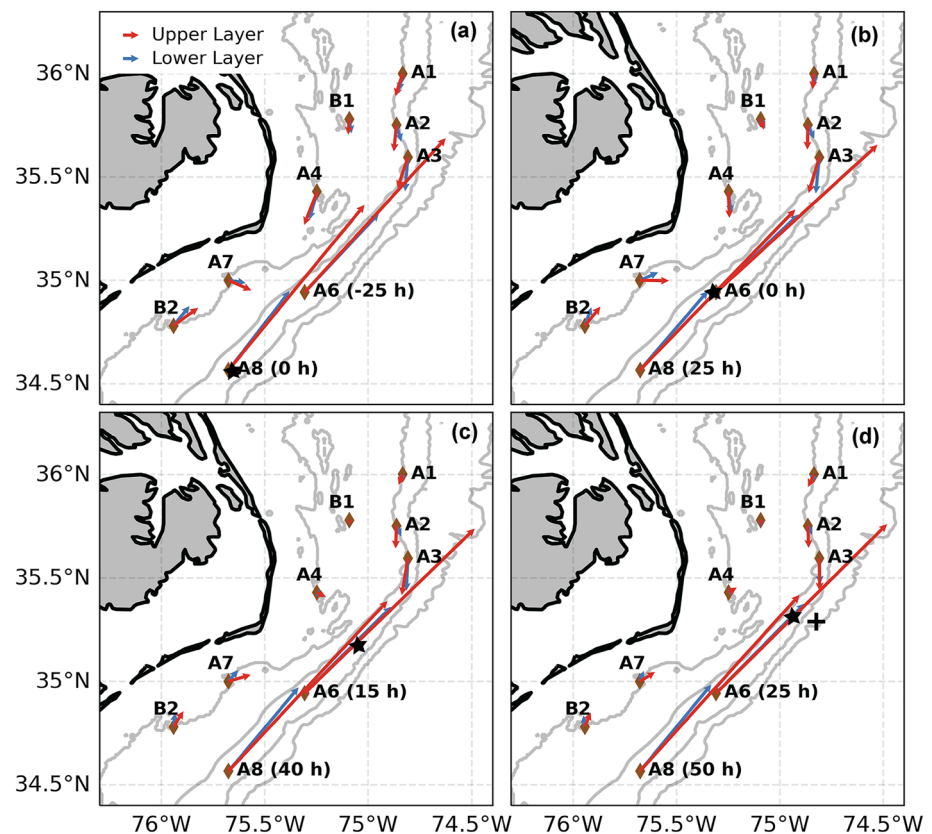 Upper Layer
Lower Layer
(a)
36°N
35.5°N
35°N
34.5°N
A1
B1
A2
A3
A4
A7
A6 (-25 h)
B2
A8 (0 h)
(b)
A1
B1
A2
A3
A4
A7
A6 (0 h)
B2
A8 (25 h)
(c)
36°N
35.5°N
35°N
34.5°N
A1
B1
A2
A3
A4
A7
A6 (15 h)
B2
A8 (40 h)
76°W 75.5°W 75°W 74.5°W
(d)
A1
B1
A2
A3
A4
A7
A6 (25 h)
B2
A8 (50 h)
76°W 75.5°W 75°W 74.5°W